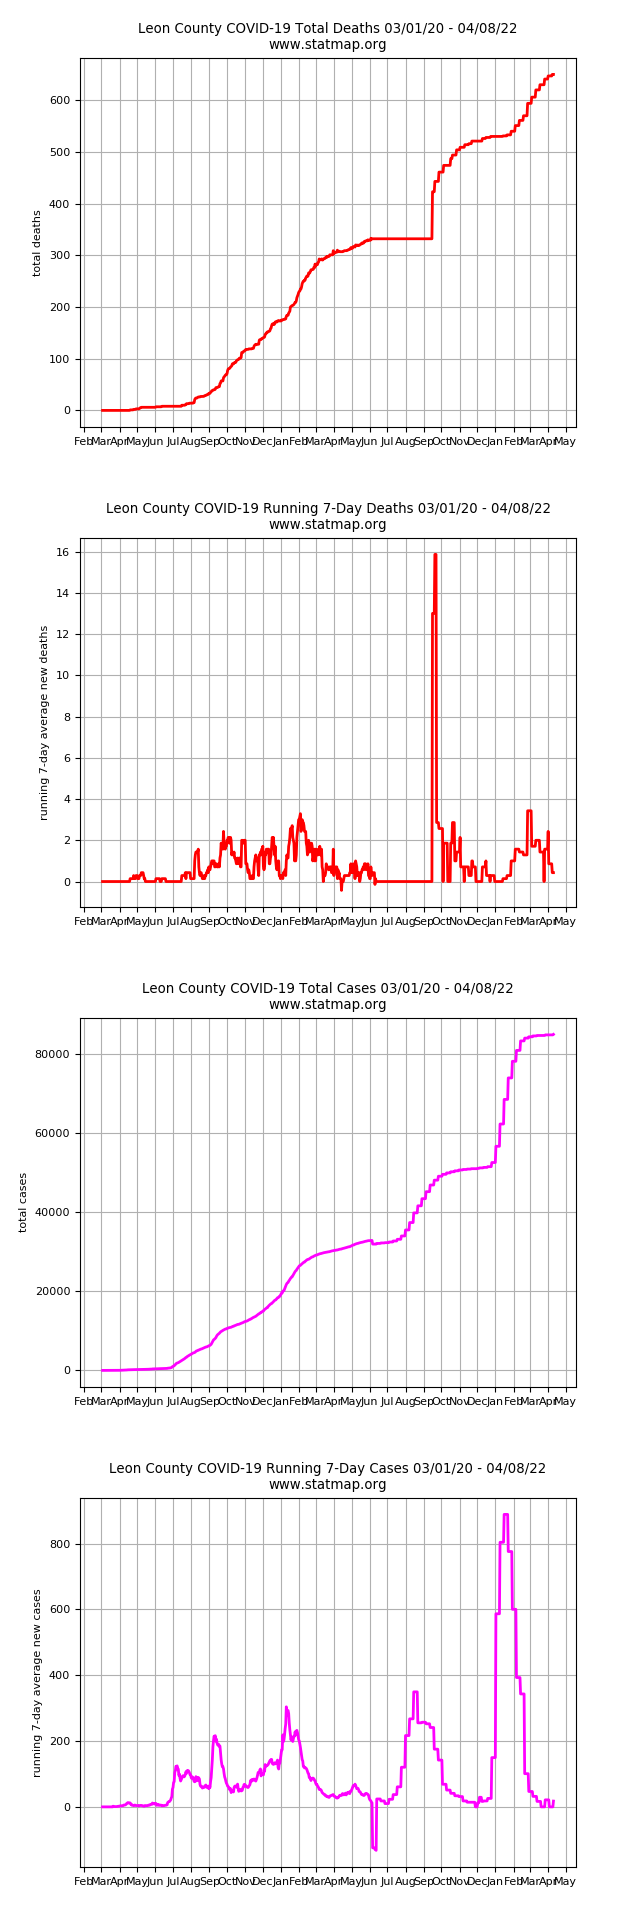 Leon County COVID-19 Total Deaths 03/01/20 - 04/08/22
www.statmap.org
total deaths
600
500
400
300
200
100
0
Feb Mar Apr May Jun Jul Aug Sep Oct Nov Dec Jan Feb Mar Apr May Jun Jul Aug Sep Oct Nov Dec Jan Feb Mar Apr May
Leon County COVID-19 Running 7-Day Deaths 03/01/20 - 04/08/22
www.statmap.org
running 7-day average new deaths
16
14
12
10
8
6
4
2
0
Feb Mar Apr May Jun Jul Aug Sep Oct Nov Dec Jan Feb Mar Apr May Jun Jul Aug Sep Oct Nov Dec Jan Feb Mar Apr May
Leon County COVID-19 Total Cases 03/01/20 - 04/08/22
www.statmap.org
total cases
80000
60000
40000
20000
0
Feb Mar Apr May Jun Jul Aug Sep Oct Nov Dec Jan Feb Mar Apr May Jun Jul Aug Sep Oct Nov Dec Jan Feb Mar Apr May
Leon County COVID-19 Running 7-Day Cases 03/01/20 - 04/08/22
www.statmap.org
running 7-day average new cases
800
600
400
200
0
Feb Mar Apr May Jun Jul Aug Sep Oct Nov Dec Jan Feb Mar Apr May Jun Jul Aug Sep Oct Nov Dec Jan Feb Mar Apr May